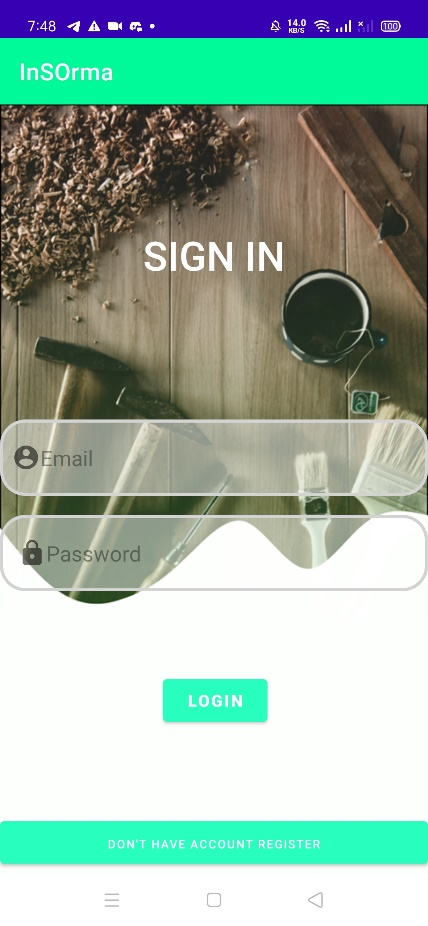 7:48
14.0
KB/S
100
InSOrma
SIGN IN
Email
Password
LOGIN
DON'T HAVE ACCOUNT REGISTER